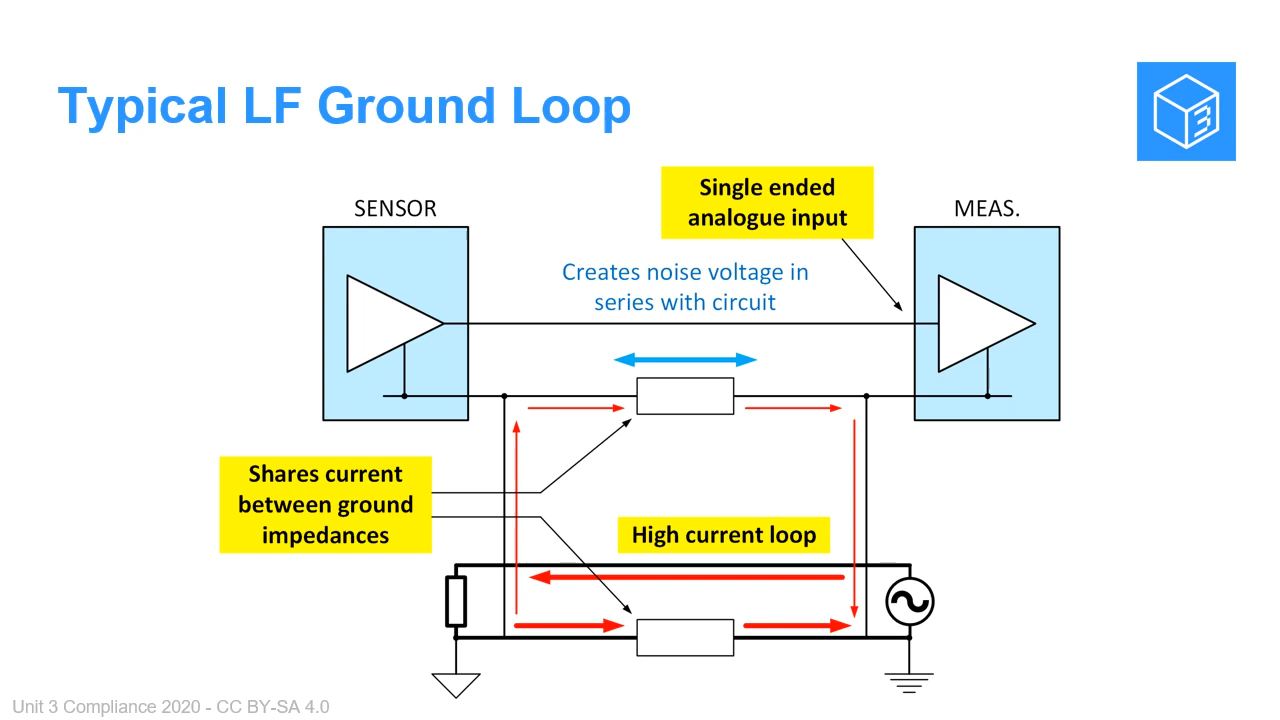 Typical LF Ground Loop
3
Single ended
analogue input
SENSOR
MEAS.
Creates noise voltage in
series with circuit
Shares current
between ground
impedances
High current loop
Unit 3 Compliance 2020 - CC BY-SA 4.0